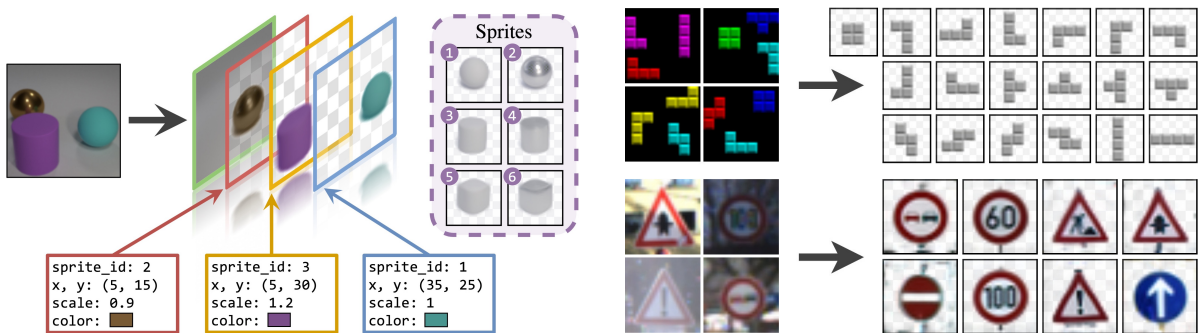 Sprites
1
2
3
4
5
6
sprite_id: 2
x, y: (5, 15)
scale: 0.9
color:
sprite_id: 3
x, y: (5, 30)
scale: 1.2
color:
sprite_id: 1
x, y: (35, 25)
scale: 1
color:
100
60
100